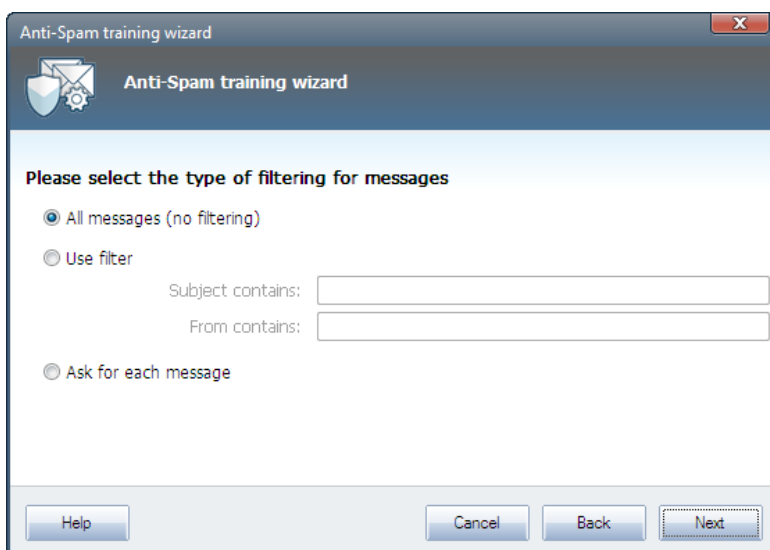 Anti-Spam training wizard
Anti-Spam training wizard
Please select the type of filtering for messages
All messages (no filtering)
Use filter
Subject contains:
From contains:
Ask for each message
Help Cancel Back Next